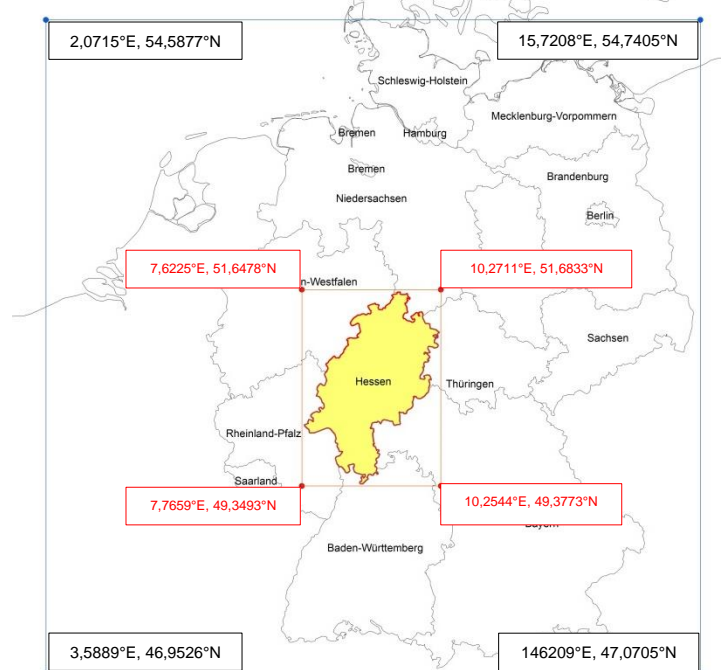 2,0715°E, 54,5877°N
15,7208°E, 54,7405°N
Schleswig-Holstein
Mecklenburg-Vorpommern
Bremen
Hamburg
Bremen
Brandenburg
Niedersachsen
Berlin
7,6225°E, 51,6478°N
10,2711°E, 51,6833°N
n-Westfalen
Sachsen
Hessen
Thüringen
Rheinland-Pfalz
Saarland
7,7659°E, 49,3493°N
10,2544°E, 49,3773°N
Bayern
Baden-Württemberg
3,5889°E, 46,9526°N
146209°E, 47,0705°N